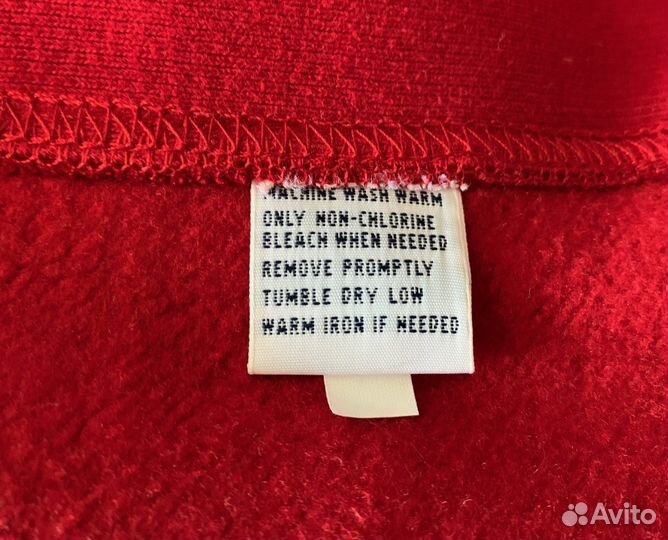 MACHINE WASH WARM
ONLY NON-CHLORINE
BLEACH WHEN NEEDED
REMOVE PROMPTLY
TUMBLE DRY LOW
WARM IRON IF NEEDED
Avito